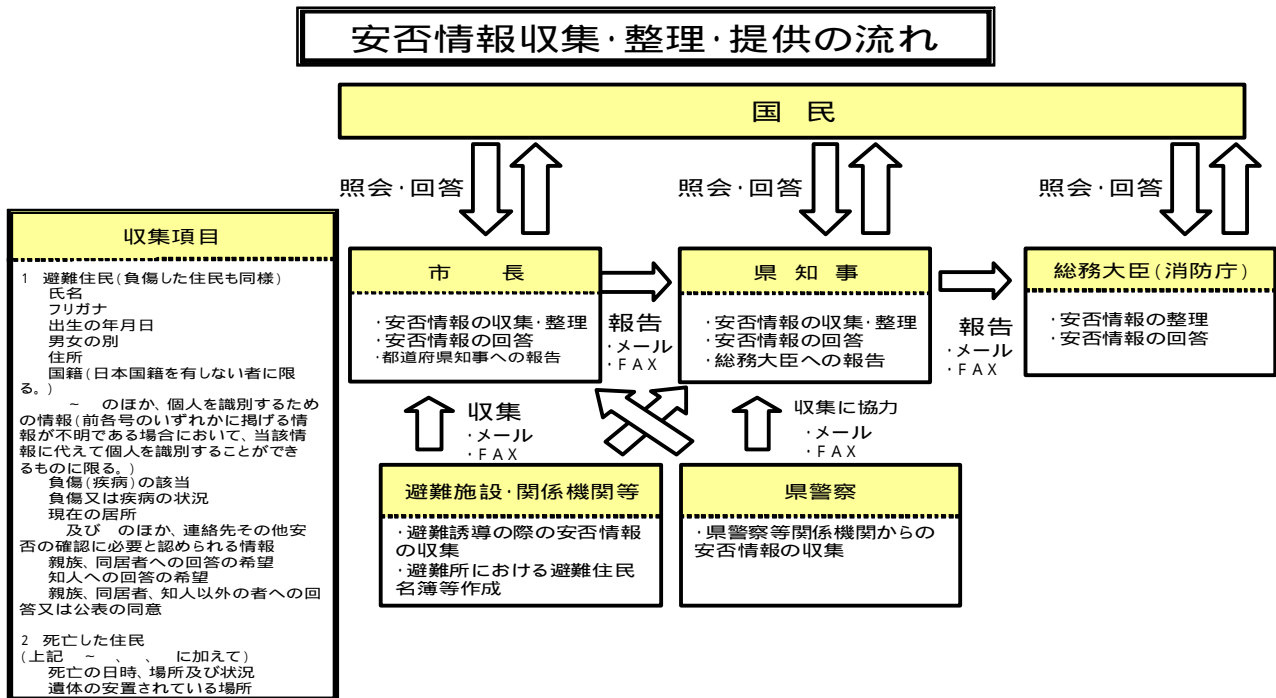 安否情報収集・整理・提供の流れ
国 民
照会・回答
照会・回答
照会・回答
収集項目
1 避難住民(負傷した住民も同様)
氏名
フリガナ
出生の年月日
男女の別
住所
国籍(日本国籍を有しない者に限
る。)
～ のほか、個人を識別するため
の情報(前各号のいずれかに掲げる情
報が不明である場合において、当該情
報に代えて個人を識別することができ
るものに限る。)
負傷(疾病)の該当
負傷又は疾病の状況
現在の居所
及び のほか、連絡先その他安
否の確認に必要と認められる情報
親族、同居者への回答の希望
知人への回答の希望
親族、同居者、知人以外の者への回
答又は公表の同意
2 死亡した住民
(上記 ～ 、 、 に加えて)
死亡の日時、場所及び状況
遺体の安置されている場所
市 長
・安否情報の収集・整理
・安否情報の回答
・都道府県知事への報告
報告
・メール
・FAX
県 知 事
・安否情報の収集・整理
・安否情報の回答
・総務大臣への報告
報告
・メール
・FAX
総務大臣(消防庁)
・安否情報の整理
・安否情報の回答
収集
・メール
・FAX
収集に協力
・メール
・FAX
避難施設・関係機関等
・避難誘導の際の安否情報
の収集
・避難所における避難住民
名簿等作成
県警察
・県警察等関係機関からの
安否情報の収集